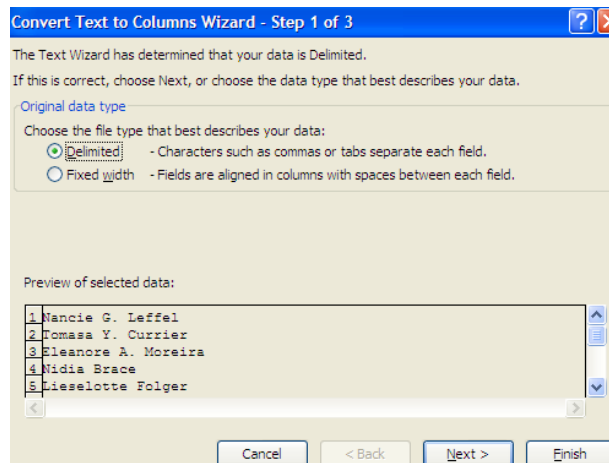 Convert Text to Columns Wizard - Step 1 of 3
The Text Wizard has determined that your data is Delimited.
If this is correct, choose Next, or choose the data type that best describes your data.
Original data type
Choose the file type that best describes your data:
Delimited - Characters such as commas or tabs separate each field.
Fixed width - Fields are aligned in columns with spaces between each field.
Preview of selected data:
1 Nancie G. Leffel
2 Tomasa Y. Currier
3 Eleanore A. Moreira
4 Nidia Brace
5 Lieselotte Folger
Cancel < Back Next > Finish